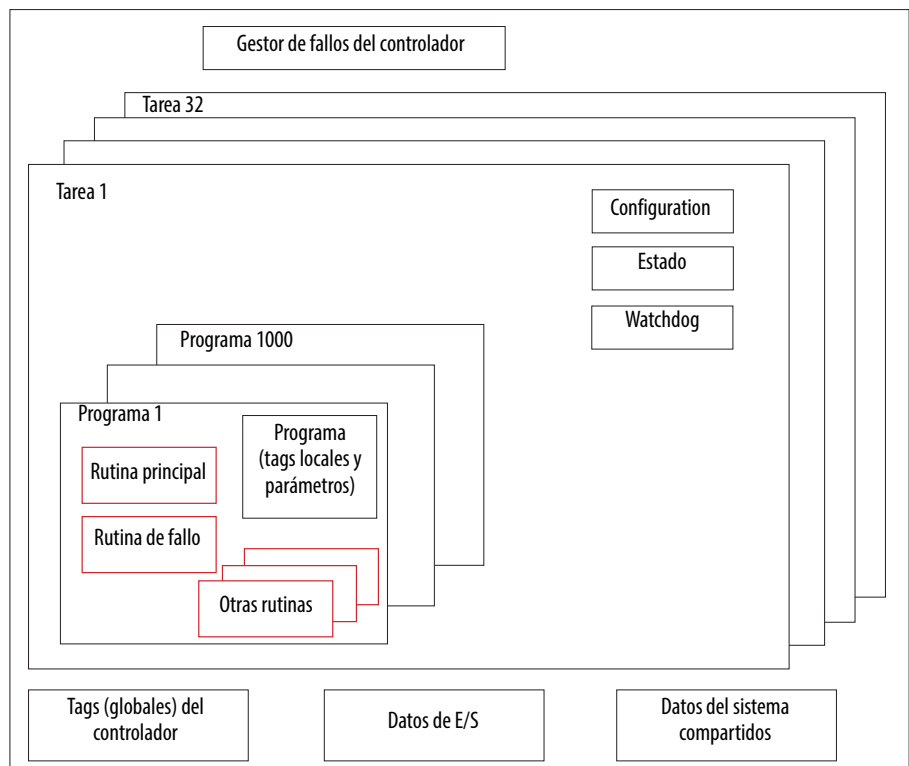 Gestor de fallos del controlador
Tarea 32
Tarea 1
Configuration
Estado
Watchdog
Programa 1000
Programa 1
Programa
(tags locales y
parámetros)
Rutina principal
Rutina de fallo
Otras rutinas
Tags (globales) del
controlador
Datos de E/S
Datos del sistema
compartidos